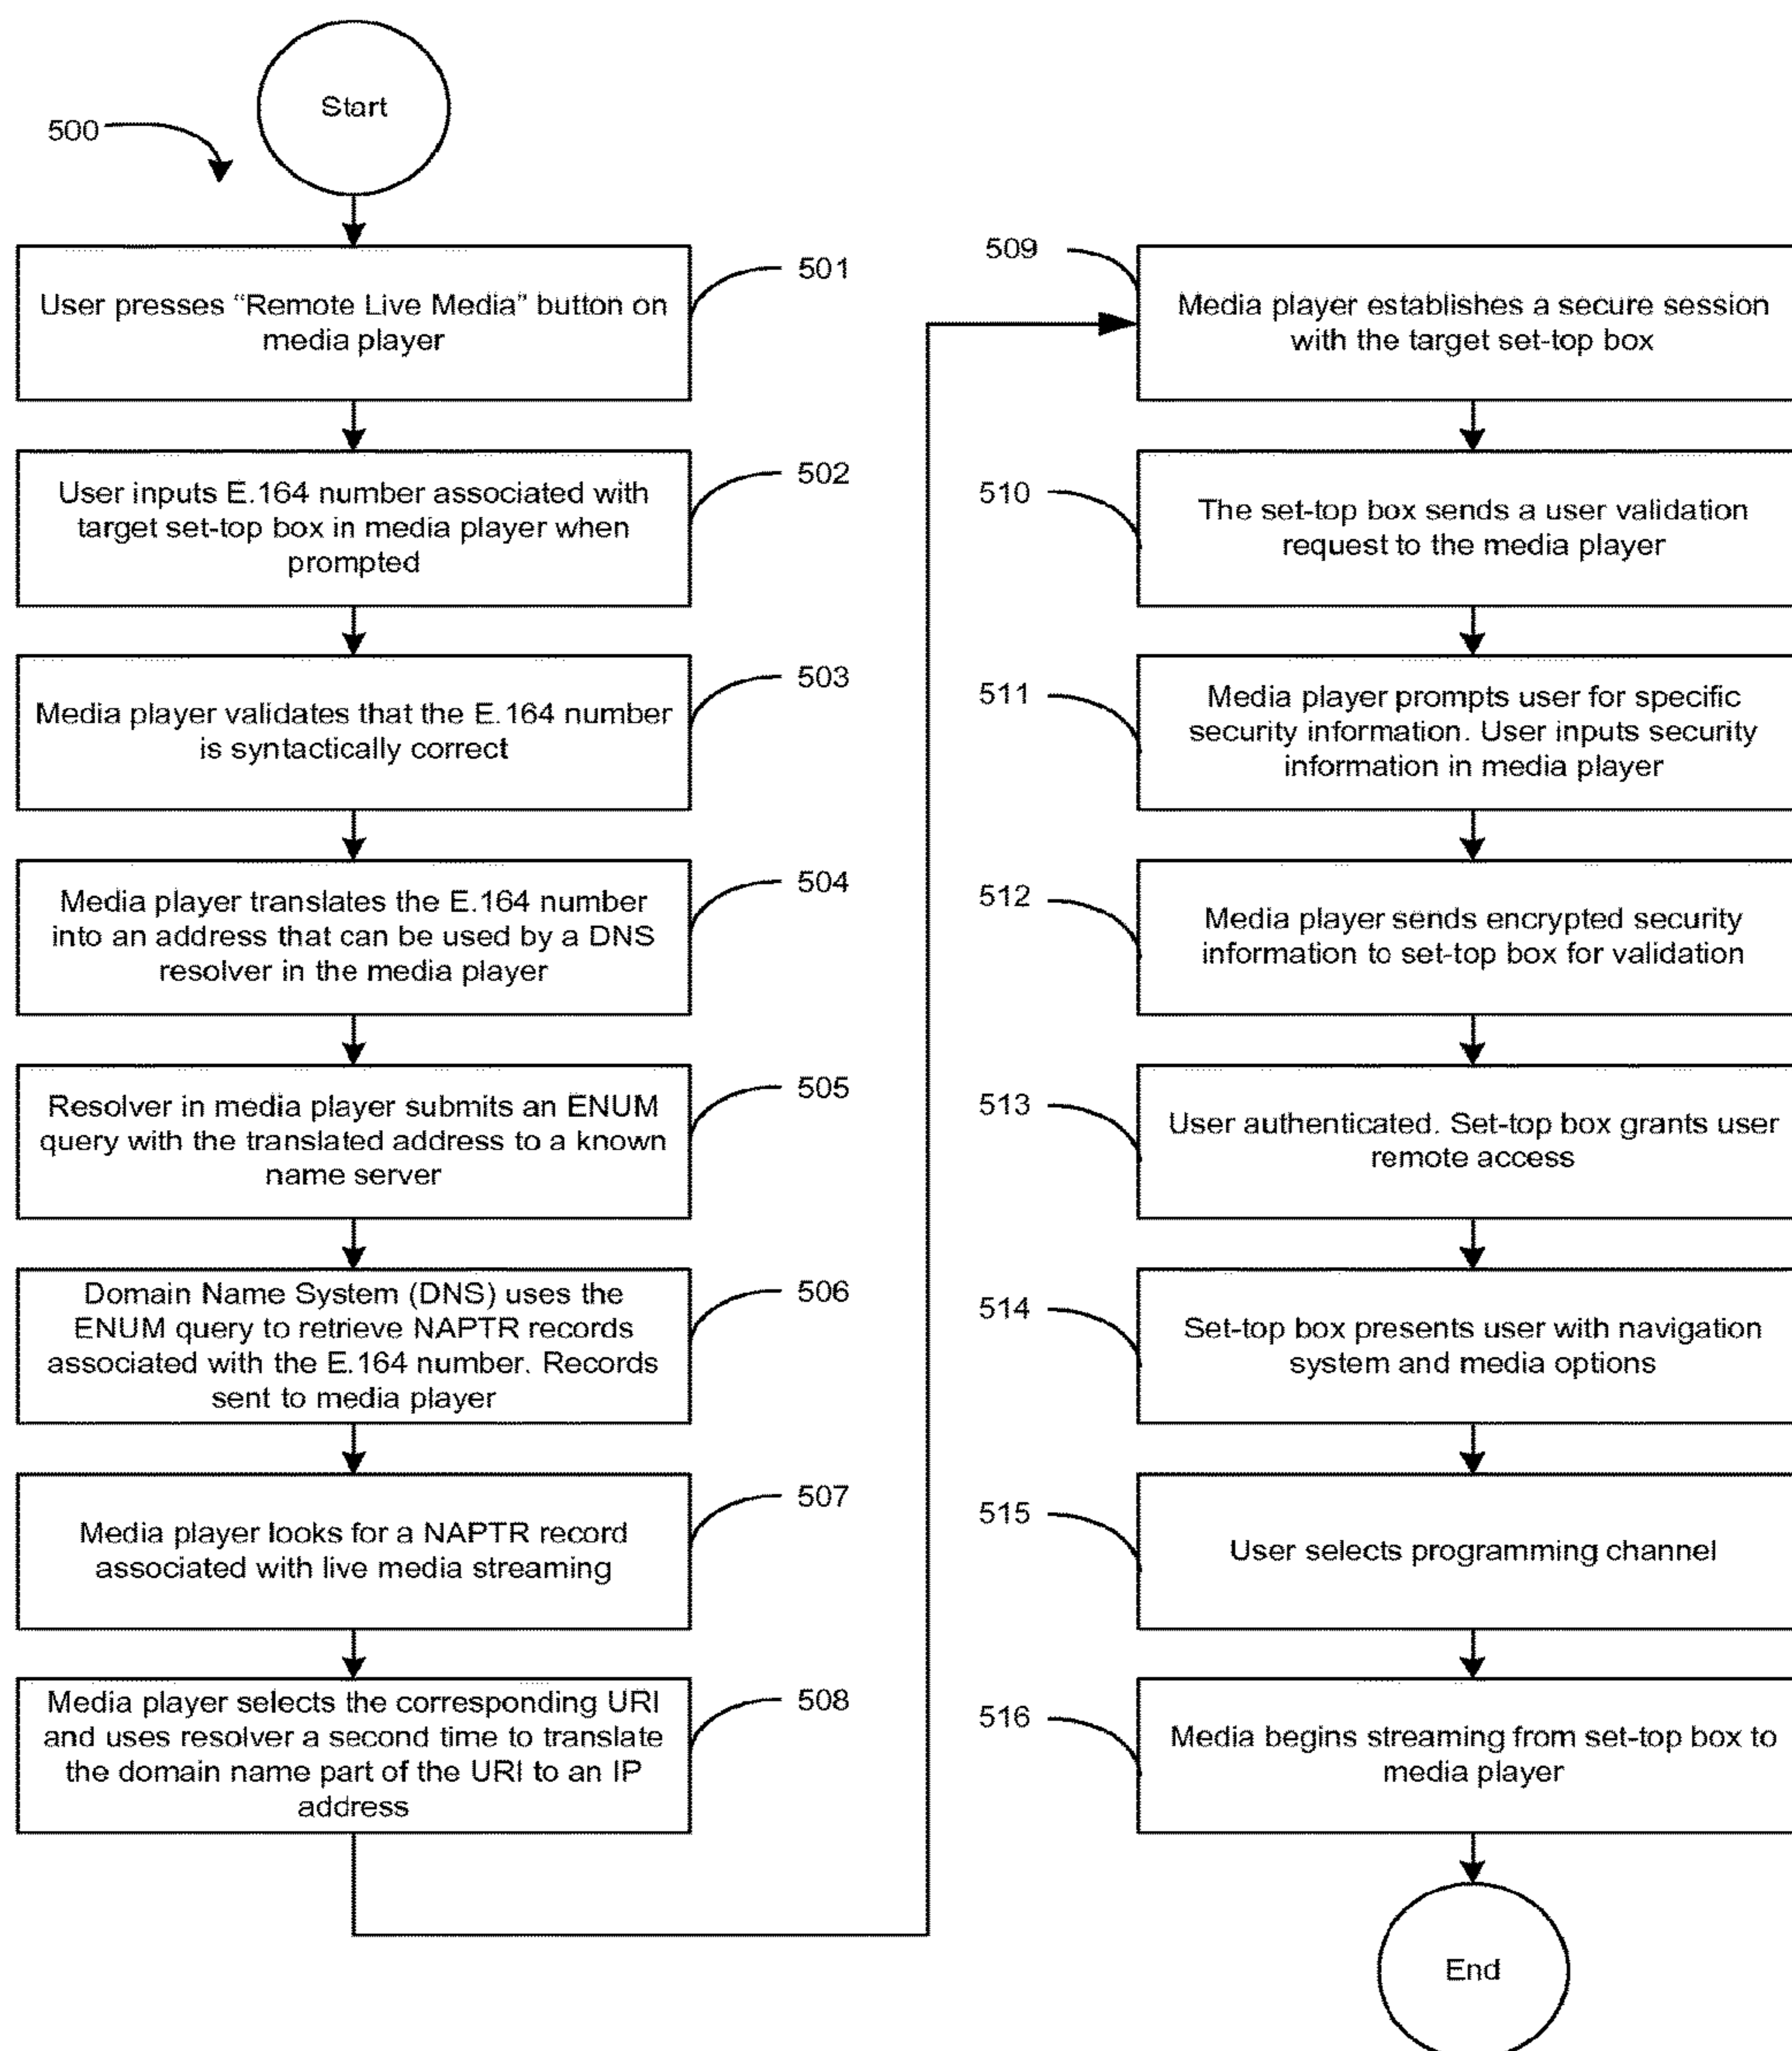 Start
500
User presses “Remote Live Media” button on
media player
501
User inputs E.164 number associated with
target set-top box in media player when
prompted
502
Media player validates that the E.164 number
is syntactically correct
503
Media player translates the E.164 number
into an address that can be used by a DNS
resolver in the media player
504
Resolver in media player submits an ENUM
query with the translated address to a known
name server
505
Domain Name System (DNS) uses the
ENUM query to retrieve NAPTR records
associated with the E.164 number. Records
sent to media player
506
Media player looks for a NAPTR record
associated with live media streaming
507
Media player selects the corresponding URI
and uses resolver a second time to translate
the domain name part of the URI to an IP
address
508
509
Media player establishes a secure session
with the target set-top box
510
The set-top box sends a user validation
request to the media player
511
Media player prompts user for specific
security information. User inputs security
information in media player
512
Media player sends encrypted security
information to set-top box for validation
513
User authenticated. Set-top box grants user
remote access
514
Set-top box presents user with navigation
system and media options
515
User selects programming channel
516
Media begins streaming from set-top box to
media player
End